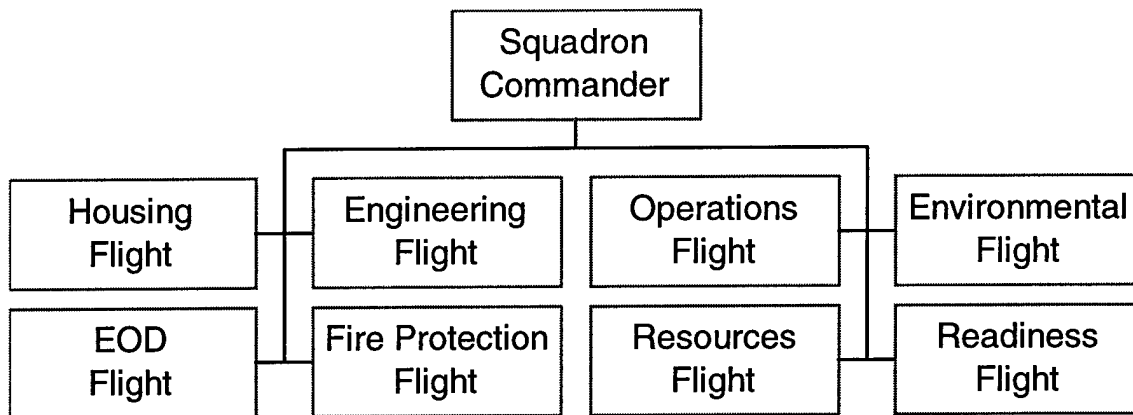 Squadron
Commander
Housing
Flight
Engineering
Flight
Operations
Flight
Environmental
Flight
EOD
Flight
Fire Protection
Flight
Resources
Flight
Readiness
Flight